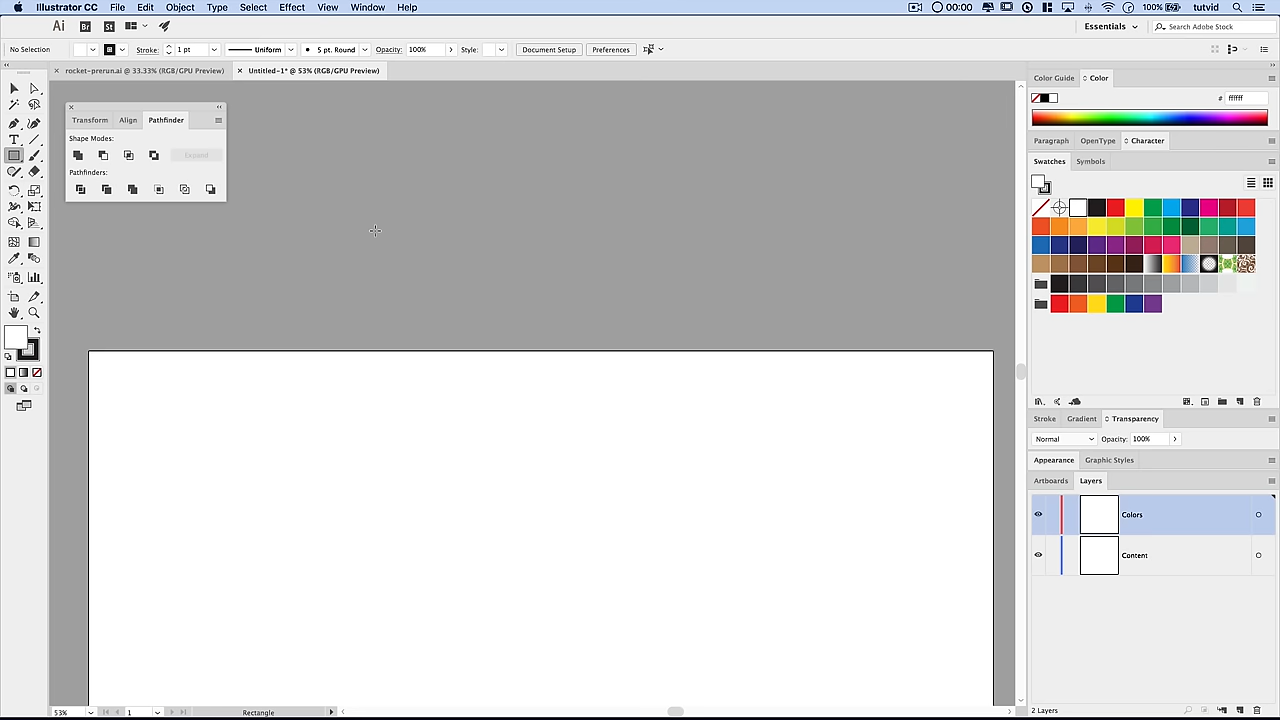 Illustrator CC File Edit Object Type Select Effect View Window Help 00:00 100% tutvid
Ai Br St Essentials Search Adobe Stock
No Selection Stroke: 1 pt Uniform 5 pt. Round Opacity: 100% Style: Document Setup Preferences
rocket-prerun.ai @ 33.33% (RGB/GPU Preview) Untitled-1* @ 53% (RGB/GPU Preview)
Color Guide Color
# ffffff
Transform Align Pathfinder
Shape Modes:
Expand
Pathfinders:
Paragraph OpenType Character
Swatches Symbols
Stroke Gradient Transparency
Normal Opacity: 100%
Appearance Graphic Styles
Artboards Layers
Colors
Content
53% 1 Rectangle
2 Layers